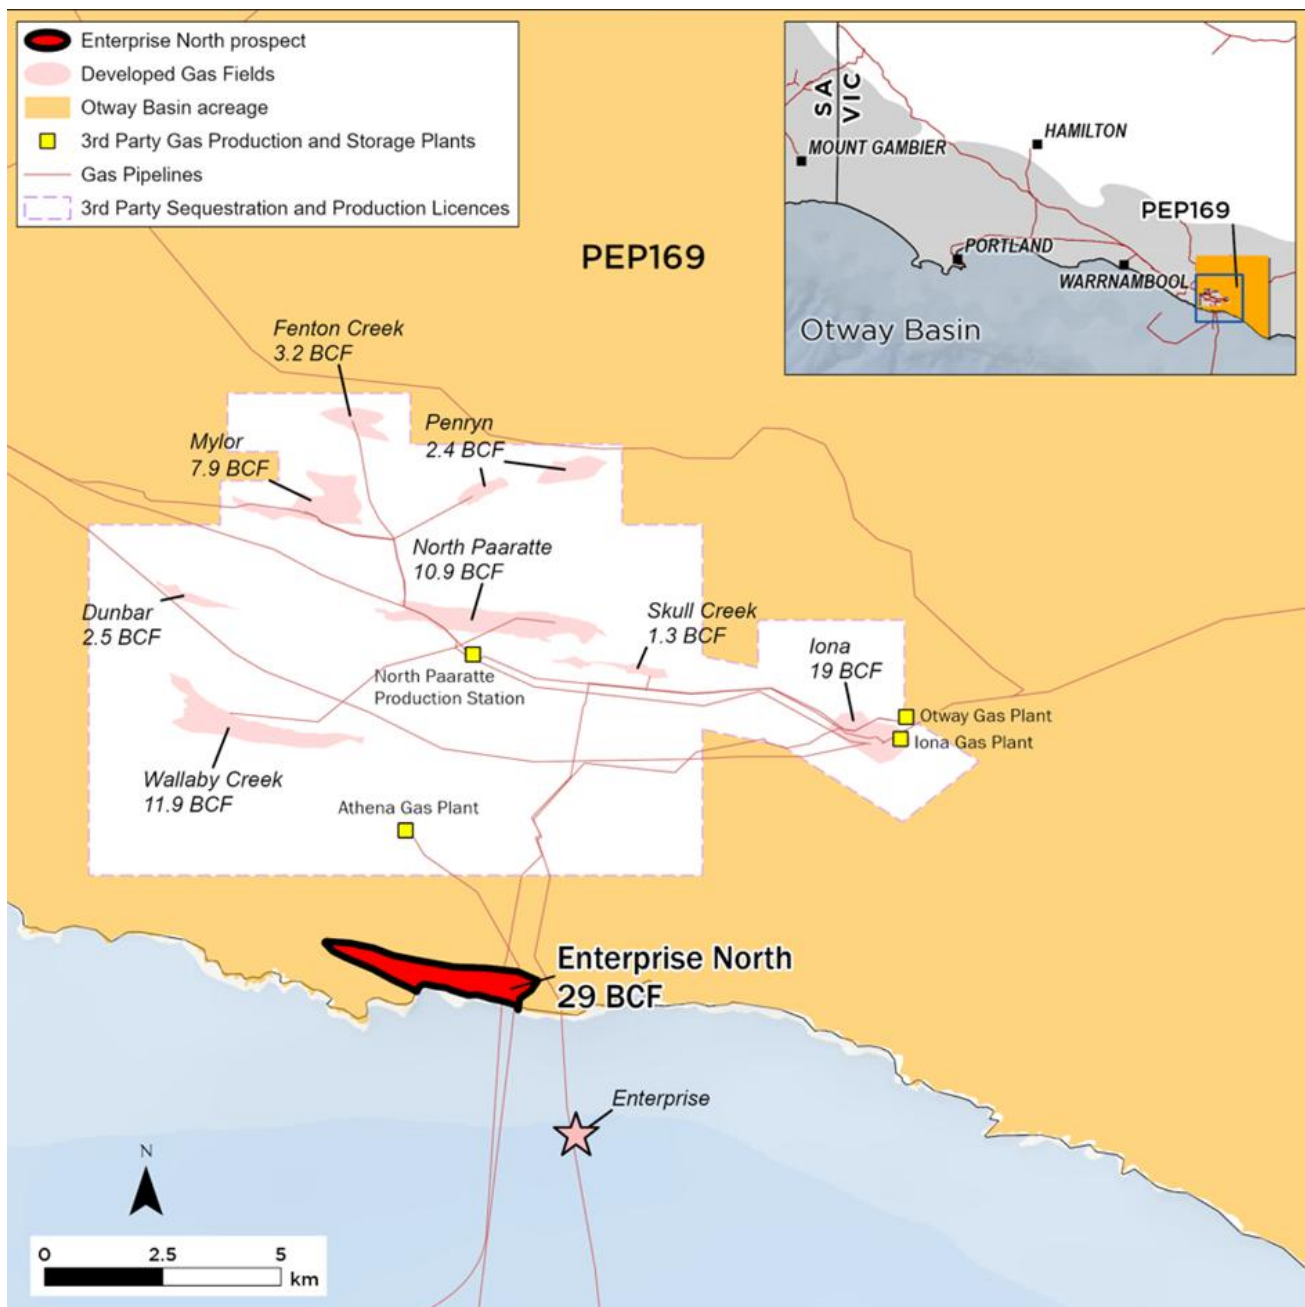 Enterprise North prospect
Developed Gas Fields
Otway Basin acreage
3rd Party Gas Production and Storage Plants
Gas Pipelines
3rd Party Sequestration and Production Licences
SA
VIC
HAMILTON
MOUNT GAMBIER
PEP169
PORTLAND
WARRNAMBOOL
Otway Basin
PEP169
Fenton Creek
3.2 BCF
Penryn
2.4 BCF
Mylor
7.9 BCF
North Paaratte
10.9 BCF
Dunbar
2.5 BCF
Skull Creek
1.3 BCF
Iona
19 BCF
North Paaratte
Production Station
Otway Gas Plant
Iona Gas Plant
Wallaby Creek
11.9 BCF
Athena Gas Plant
Enterprise North
29 BCF
Enterprise
N
0 2.5 5
km